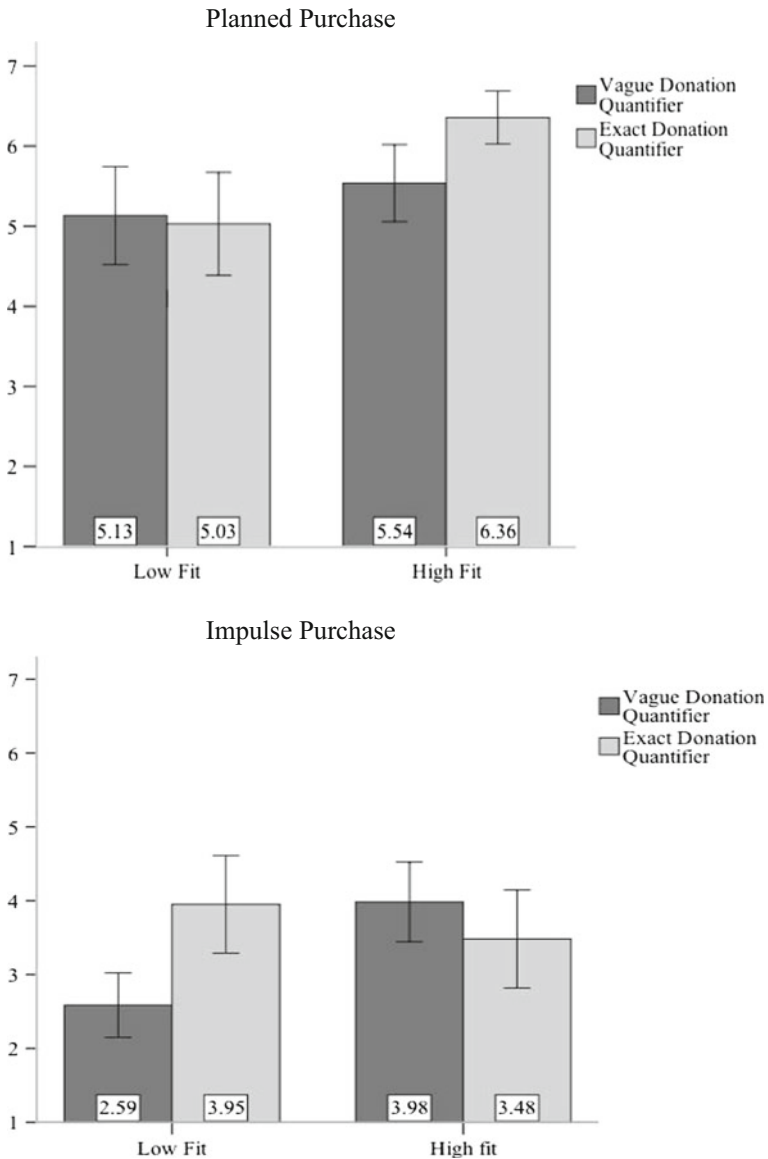 Planned Purchase
7
6
5
4
3
2
1
Vague Donation
Quantifier
Exact Donation
Quantifier
5.13
5.03
5.54
6.36
Low Fit
High Fit
Impulse Purchase
7
6
5
4
3
2
1
Vague Donation
Quantifier
Exact Donation
Quantifier
2.59
3.95
3.98
3.48
Low Fit
High fit